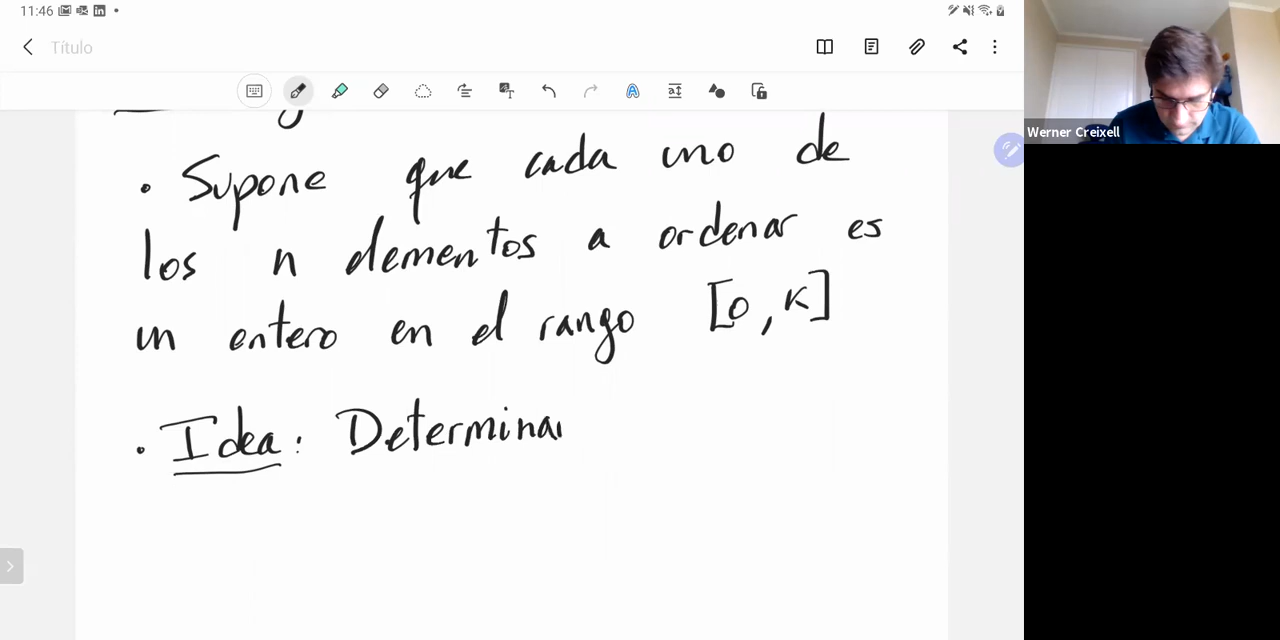 11:46
Título
Werner Creixell
. Supone que cada uno de
los n elementos a ordenar es
un entero en el rango [0, K]
. Idea: Determinar